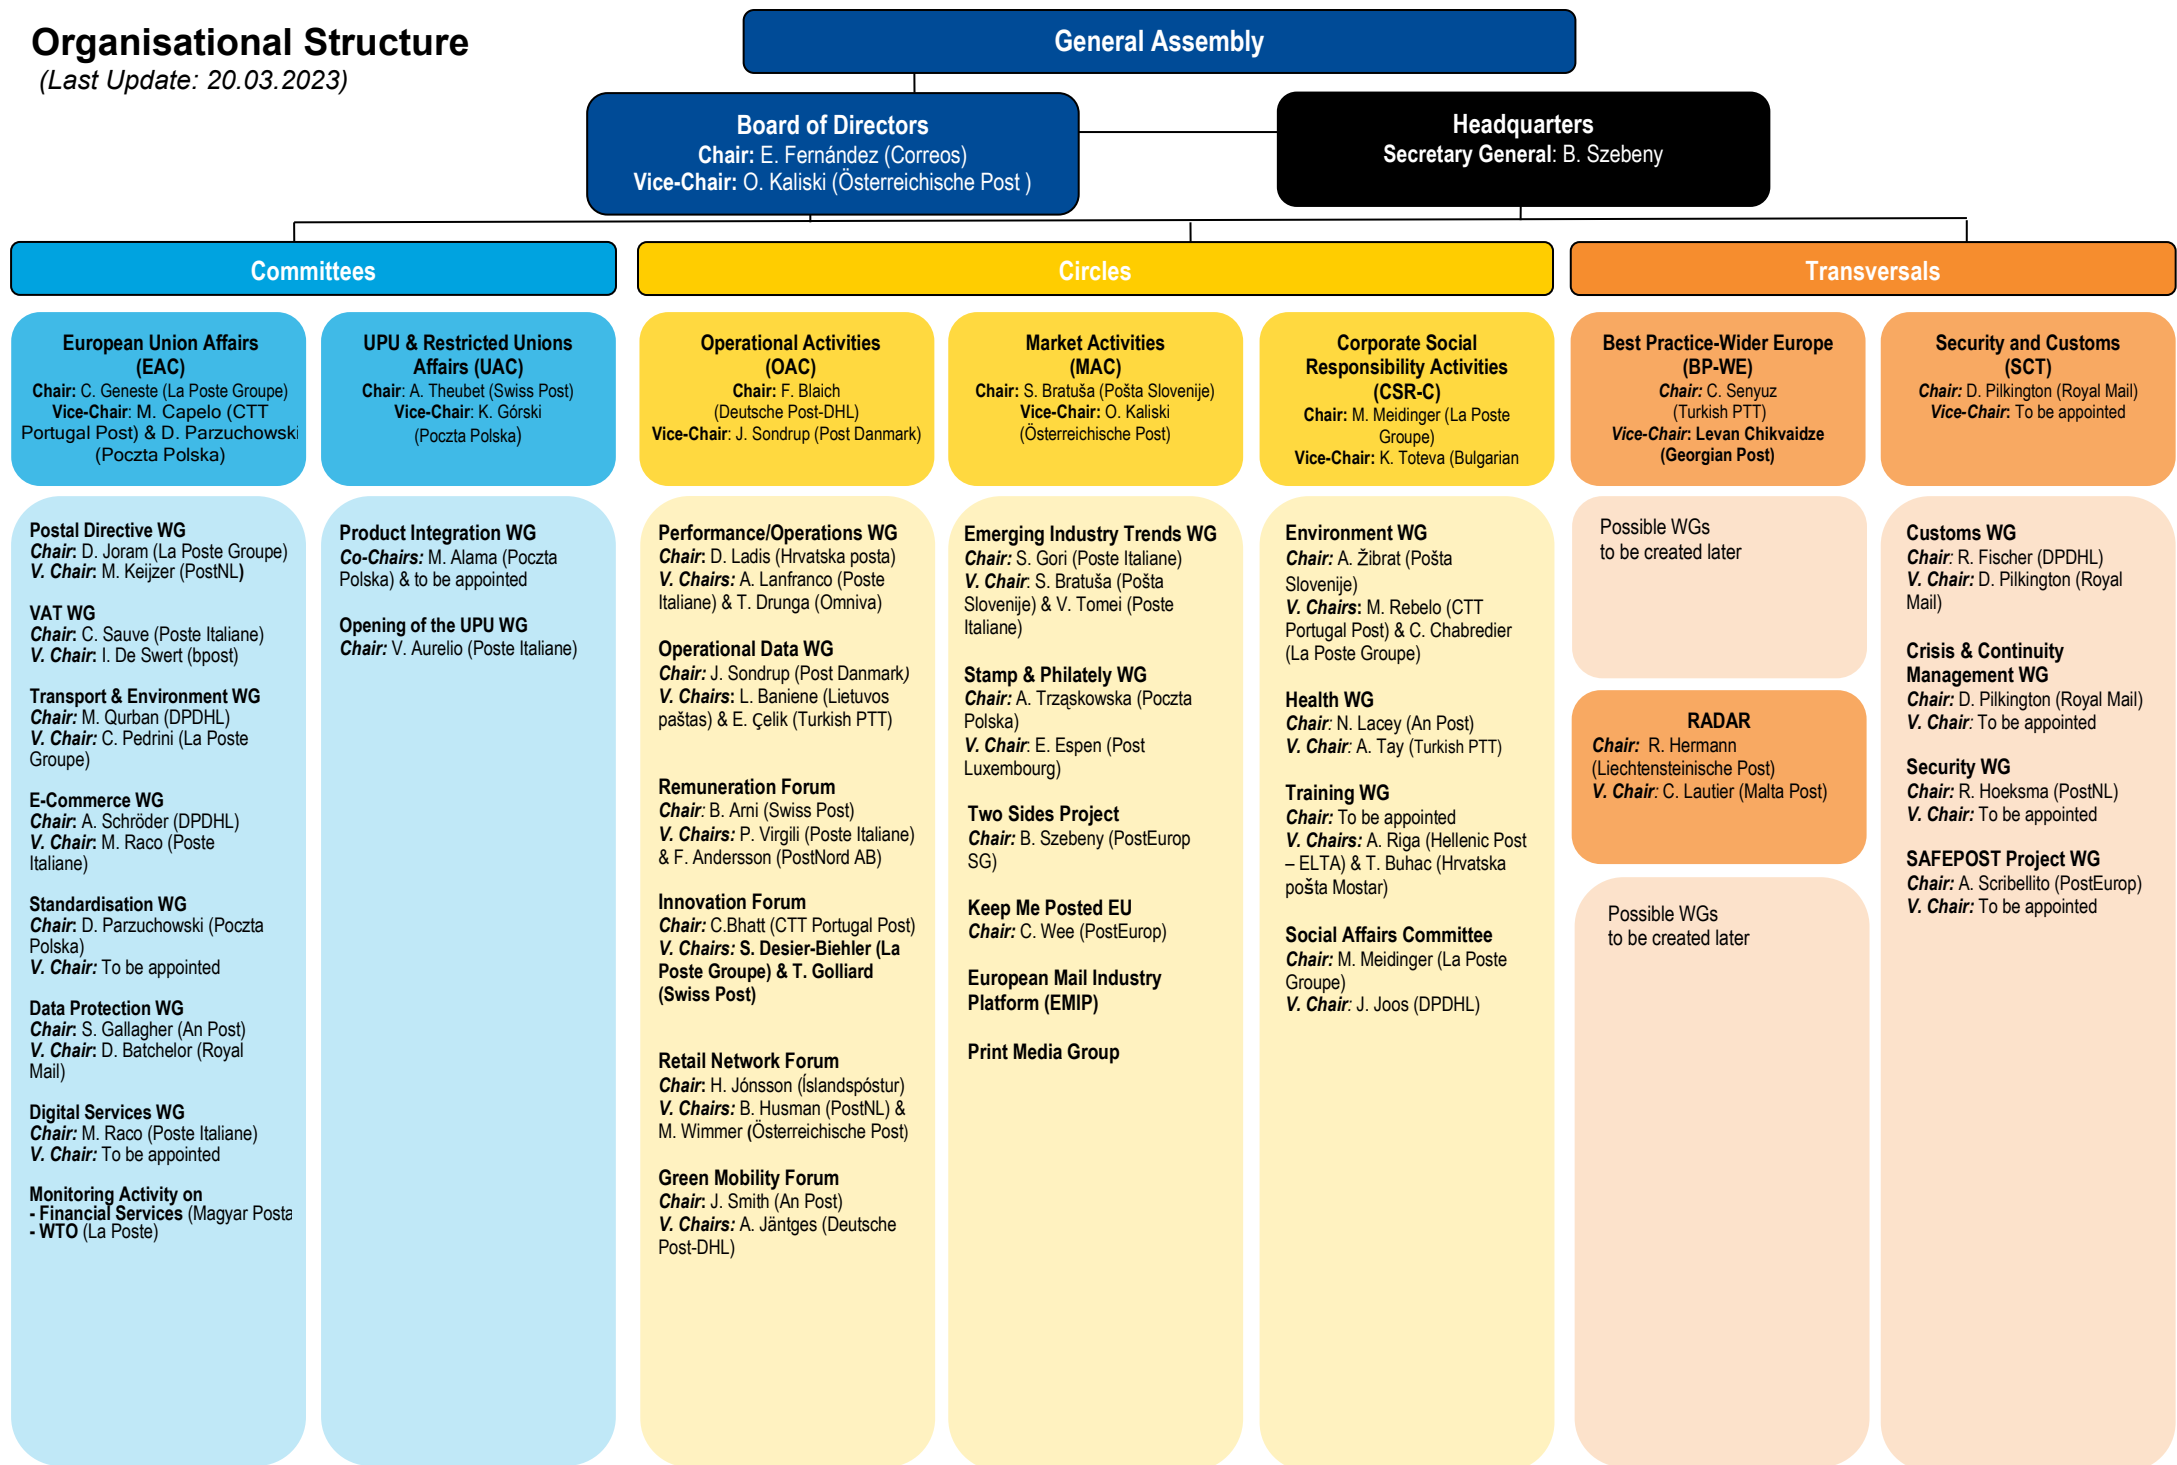 Organisational Structure
(Last Update: 20.03.2023)
General Assembly
Board of Directors
Chair: E. Fernández (Correos)
Vice-Chair: O. Kaliski (Österreichische Post )
Headquarters
Secretary General: B. Szebeny
Committees
Circles
Transversals
European Union Affairs
(EAC)
Chair: C. Geneste (La Poste Groupe)
Vice-Chair: M. Capelo (CTT
Portugal Post) & D. Parzuchowski
(Poczta Polska)
UPU & Restricted Unions
Affairs (UAC)
Chair: A. Theubet (Swiss Post)
Vice-Chair: K. Górski
(Poczta Polska)
Operational Activities
(OAC)
Chair: F. Blaich
(Deutsche Post-DHL)
Vice-Chair: J. Sondrup (Post Danmark)
Market Activities
(MAC)
Chair: S. Bratuša (Pošta Slovenije)
Vice-Chair: O. Kaliski
(Österreichische Post)
Corporate Social
Responsibility Activities
(CSR-C)
Chair: M. Meidinger (La Poste
Groupe)
Vice-Chair: K. Toteva (Bulgarian
Best Practice-Wider Europe
(BP-WE)
Chair: C. Senyuz
(Turkish PTT)
Vice-Chair: Levan Chikvaidze
(Georgian Post)
Security and Customs
(SCT)
Chair: D. Pilkington (Royal Mail)
Vice-Chair: To be appointed
Postal Directive WG
Chair: D. Joram (La Poste Groupe)
V. Chair: M. Keijzer (PostNL)
VAT WG
Chair: C. Sauve (Poste Italiane)
V. Chair: I. De Swert (bpost)
Transport & Environment WG
Chair: M. Qurban (DPDHL)
V. Chair: C. Pedrini (La Poste
Groupe)
E-Commerce WG
Chair: A. Schröder (DPDHL)
V. Chair: M. Raco (Poste
Italiane)
Standardisation WG
Chair: D. Parzuchowski (Poczta
Polska)
V. Chair: To be appointed
Data Protection WG
Chair: S. Gallagher (An Post)
V. Chair: D. Batchelor (Royal
Mail)
Digital Services WG
Chair: M. Raco (Poste Italiane)
V. Chair: To be appointed
Monitoring Activity on
- Financial Services (Magyar Posta
- WTO (La Poste)
Product Integration WG
Co-Chairs: M. Alama (Poczta
Polska) & to be appointed
Opening of the UPU WG
Chair: V. Aurelio (Poste Italiane)
Performance/Operations WG
Chair: D. Ladis (Hrvatska posta)
V. Chairs: A. Lanfranco (Poste
Italiane) & T. Drunga (Omniva)
Operational Data WG
Chair: J. Sondrup (Post Danmark)
V. Chairs: L. Baniene (Lietuvos
paštas) & E. Çelik (Turkish PTT)
Remuneration Forum
Chair: B. Arni (Swiss Post)
V. Chairs: P. Virgili (Poste Italiane)
& F. Andersson (PostNord AB)
Innovation Forum
Chair: C.Bhatt (CTT Portugal Post)
V. Chairs: S. Desier-Biehler (La
Poste Groupe) & T. Golliard
(Swiss Post)
Retail Network Forum
Chair: H. Jónsson (Íslandspóstur)
V. Chairs: B. Husman (PostNL) &
M. Wimmer (Österreichische Post)
Green Mobility Forum
Chair: J. Smith (An Post)
V. Chairs: A. Jäntges (Deutsche
Post-DHL)
Emerging Industry Trends WG
Chair: S. Gori (Poste Italiane)
V. Chair: S. Bratuša (Pošta
Slovenije) & V. Tomei (Poste
Italiane)
Stamp & Philately WG
Chair: A. Trząskowska (Poczta
Polska)
V. Chair: E. Espen (Post
Luxembourg)
Two Sides Project
Chair: B. Szebeny (PostEurop
SG)
Keep Me Posted EU
Chair: C. Wee (PostEurop)
European Mail Industry
Platform (EMIP)
Print Media Group
Environment WG
Chair: A. Žibrat (Pošta
Slovenije)
V. Chairs: M. Rebelo (CTT
Portugal Post) & C. Chabredier
(La Poste Groupe)
Health WG
Chair: N. Lacey (An Post)
V. Chair: A. Tay (Turkish PTT)
Training WG
Chair: To be appointed
V. Chairs: A. Riga (Hellenic Post
– ELTA) & T. Buhac (Hrvatska
pošta Mostar)
Social Affairs Committee
Chair: M. Meidinger (La Poste
Groupe)
V. Chair: J. Joos (DPDHL)
Possible WGs
to be created later
RADAR
Chair: R. Hermann
(Liechtensteinische Post)
V. Chair: C. Lautier (Malta Post)
Possible WGs
to be created later
Customs WG
Chair: R. Fischer (DPDHL)
V. Chair: D. Pilkington (Royal
Mail)
Crisis & Continuity
Management WG
Chair: D. Pilkington (Royal Mail)
V. Chair: To be appointed
Security WG
Chair: R. Hoeksma (PostNL)
V. Chair: To be appointed
SAFEPOST Project WG
Chair: A. Scribellito (PostEurop)
V. Chair: To be appointed